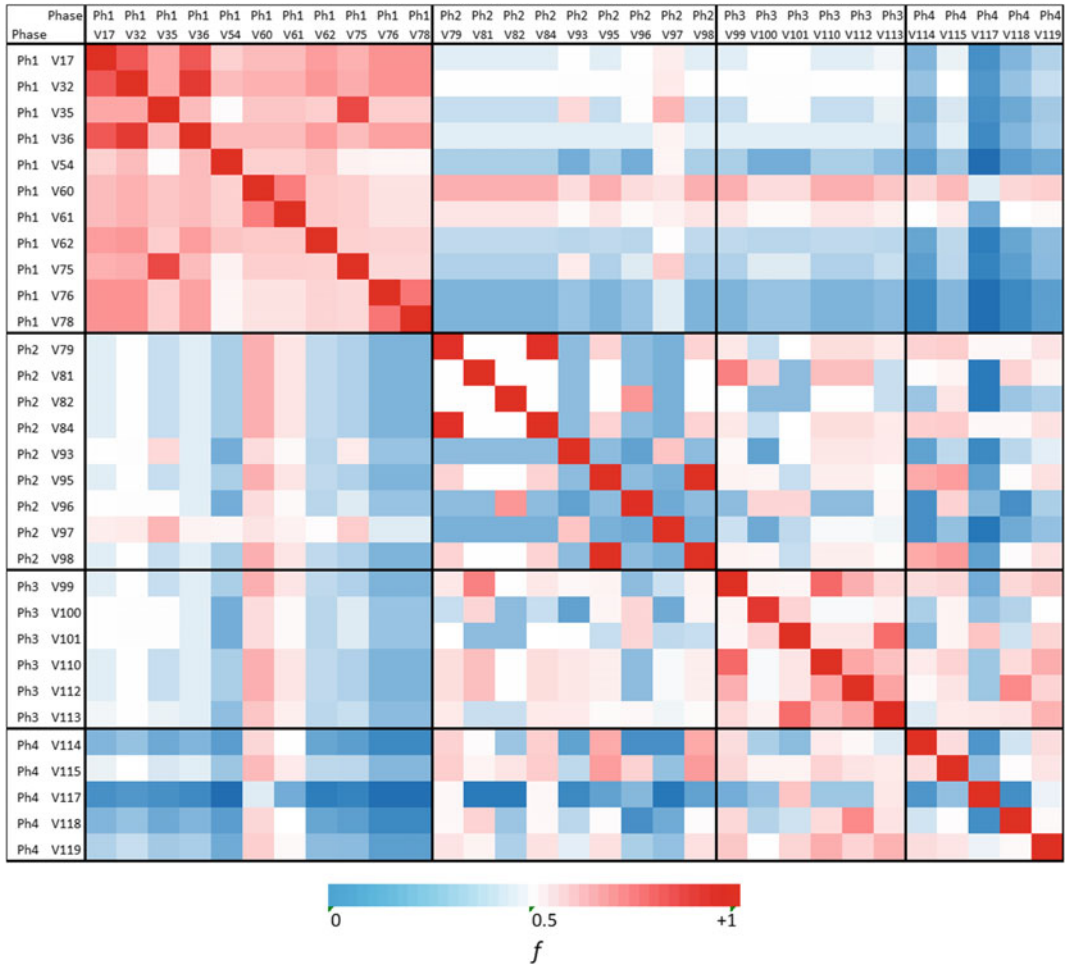 Phase Ph1 Ph1 Ph1 Ph1 Ph1 Ph1 Ph1 Ph1 Ph1 Ph1 Ph1 Ph2 Ph2 Ph2 Ph2 Ph2 Ph2 Ph2 Ph2 Ph2 Ph3 Ph3 Ph3 Ph3 Ph3 Ph3 Ph4 Ph4 Ph4 Ph4 Ph4
Phase V17 V32 V35 V36 V54 V60 V61 V62 V75 V76 V78 V79 V81 V82 V84 V93 V95 V96 V97 V98 V99 V100 V101 V110 V112 V113 V114 V115 V117 V118 V119
Ph1 V17
Ph1 V32
Ph1 V35
Ph1 V36
Ph1 V54
Ph1 V60
Ph1 V61
Ph1 V62
Ph1 V75
Ph1 V76
Ph1 V78
Ph2 V79
Ph2 V81
Ph2 V82
Ph2 V84
Ph2 V93
Ph2 V95
Ph2 V96
Ph2 V97
Ph2 V98
Ph3 V99
Ph3 V100
Ph3 V101
Ph3 V110
Ph3 V112
Ph3 V113
Ph4 V114
Ph4 V115
Ph4 V117
Ph4 V118
Ph4 V119
0 0.5 +1
f